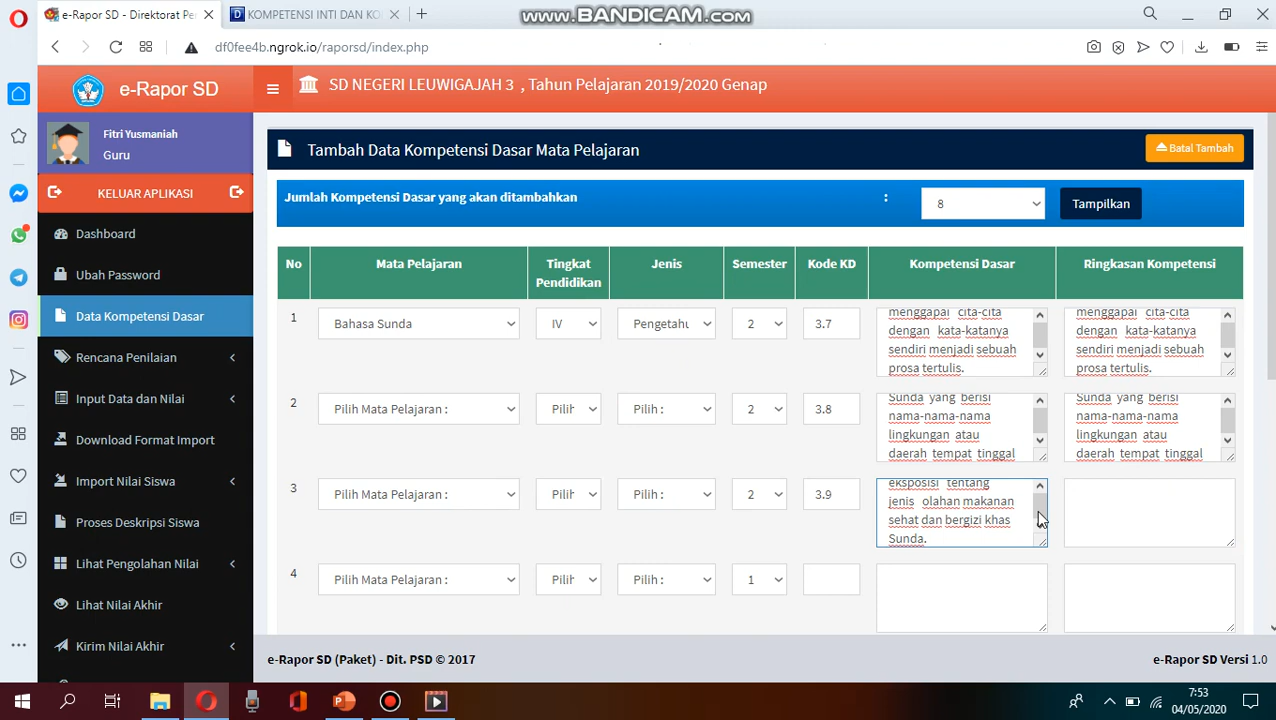 e-Rapor SD - Direktorat Pe
KOMPETENSI INTI DAN KO
www.BANDICAM.com
df0fee4b.ngrok.io/raporsd/index.php
e-Rapor SD
SD NEGERI LEUWIGAJAH 3 , Tahun Pelajaran 2019/2020 Genap
Fitri Yusmaniah
Guru
KELUAR APLIKASI
Dashboard
Ubah Password
Data Kompetensi Dasar
Rencana Penilaian
Input Data dan Nilai
Download Format Import
Import Nilai Siswa
Proses Deskripsi Siswa
Lihat Pengolahan Nilai
Lihat Nilai Akhir
Kirim Nilai Akhir
Tambah Data Kompetensi Dasar Mata Pelajaran
Batal Tambah
Jumlah Kompetensi Dasar yang akan ditambahkan : 8 Tampilkan
No Mata Pelajaran Tingkat Pendidikan Jenis Semester Kode KD Kompetensi Dasar Ringkasan Kompetensi
1 Bahasa Sunda IV Pengetahu 2 3.7
menggapai cita-cita
dengan kata-katanya
sendiri menjadi sebuah
prosa tertulis.
menggapai cita-cita
dengan kata-katanya
sendiri menjadi sebuah
prosa tertulis.
2 Pilih Mata Pelajaran : Pilih Pilih : 2 3.8
Sunda yang berisi
nama-nama-nama
lingkungan atau
daerah tempat tinggal
Sunda yang berisi
nama-nama-nama
lingkungan atau
daerah tempat tinggal
3 Pilih Mata Pelajaran : Pilih Pilih : 2 3.9
eksposisi tentang
jenis olahan makanan
sehat dan bergizi khas
Sunda.
4 Pilih Mata Pelajaran : Pilih Pilih : 1
e-Rapor SD (Paket) - Dit. PSD © 2017
e-Rapor SD Versi 1.0
7:53
04/05/2020